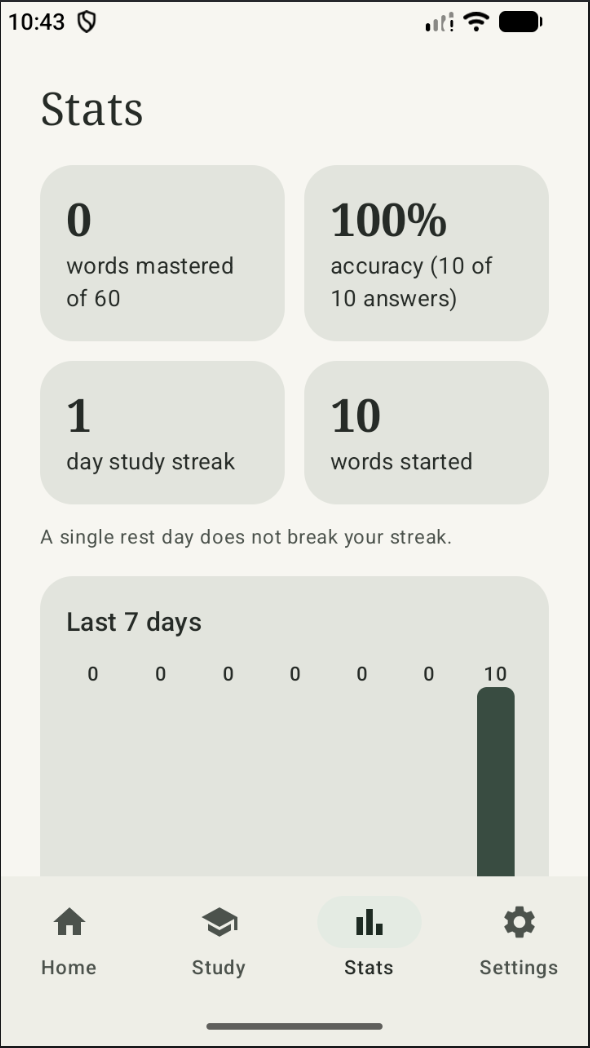 10:43
Stats
0
words mastered
of 60
100%
accuracy (10 of
10 answers)
1
day study streak
10
words started
A single rest day does not break your streak.
Last 7 days
0 0 0 0 0 0 10
Home Study Stats Settings